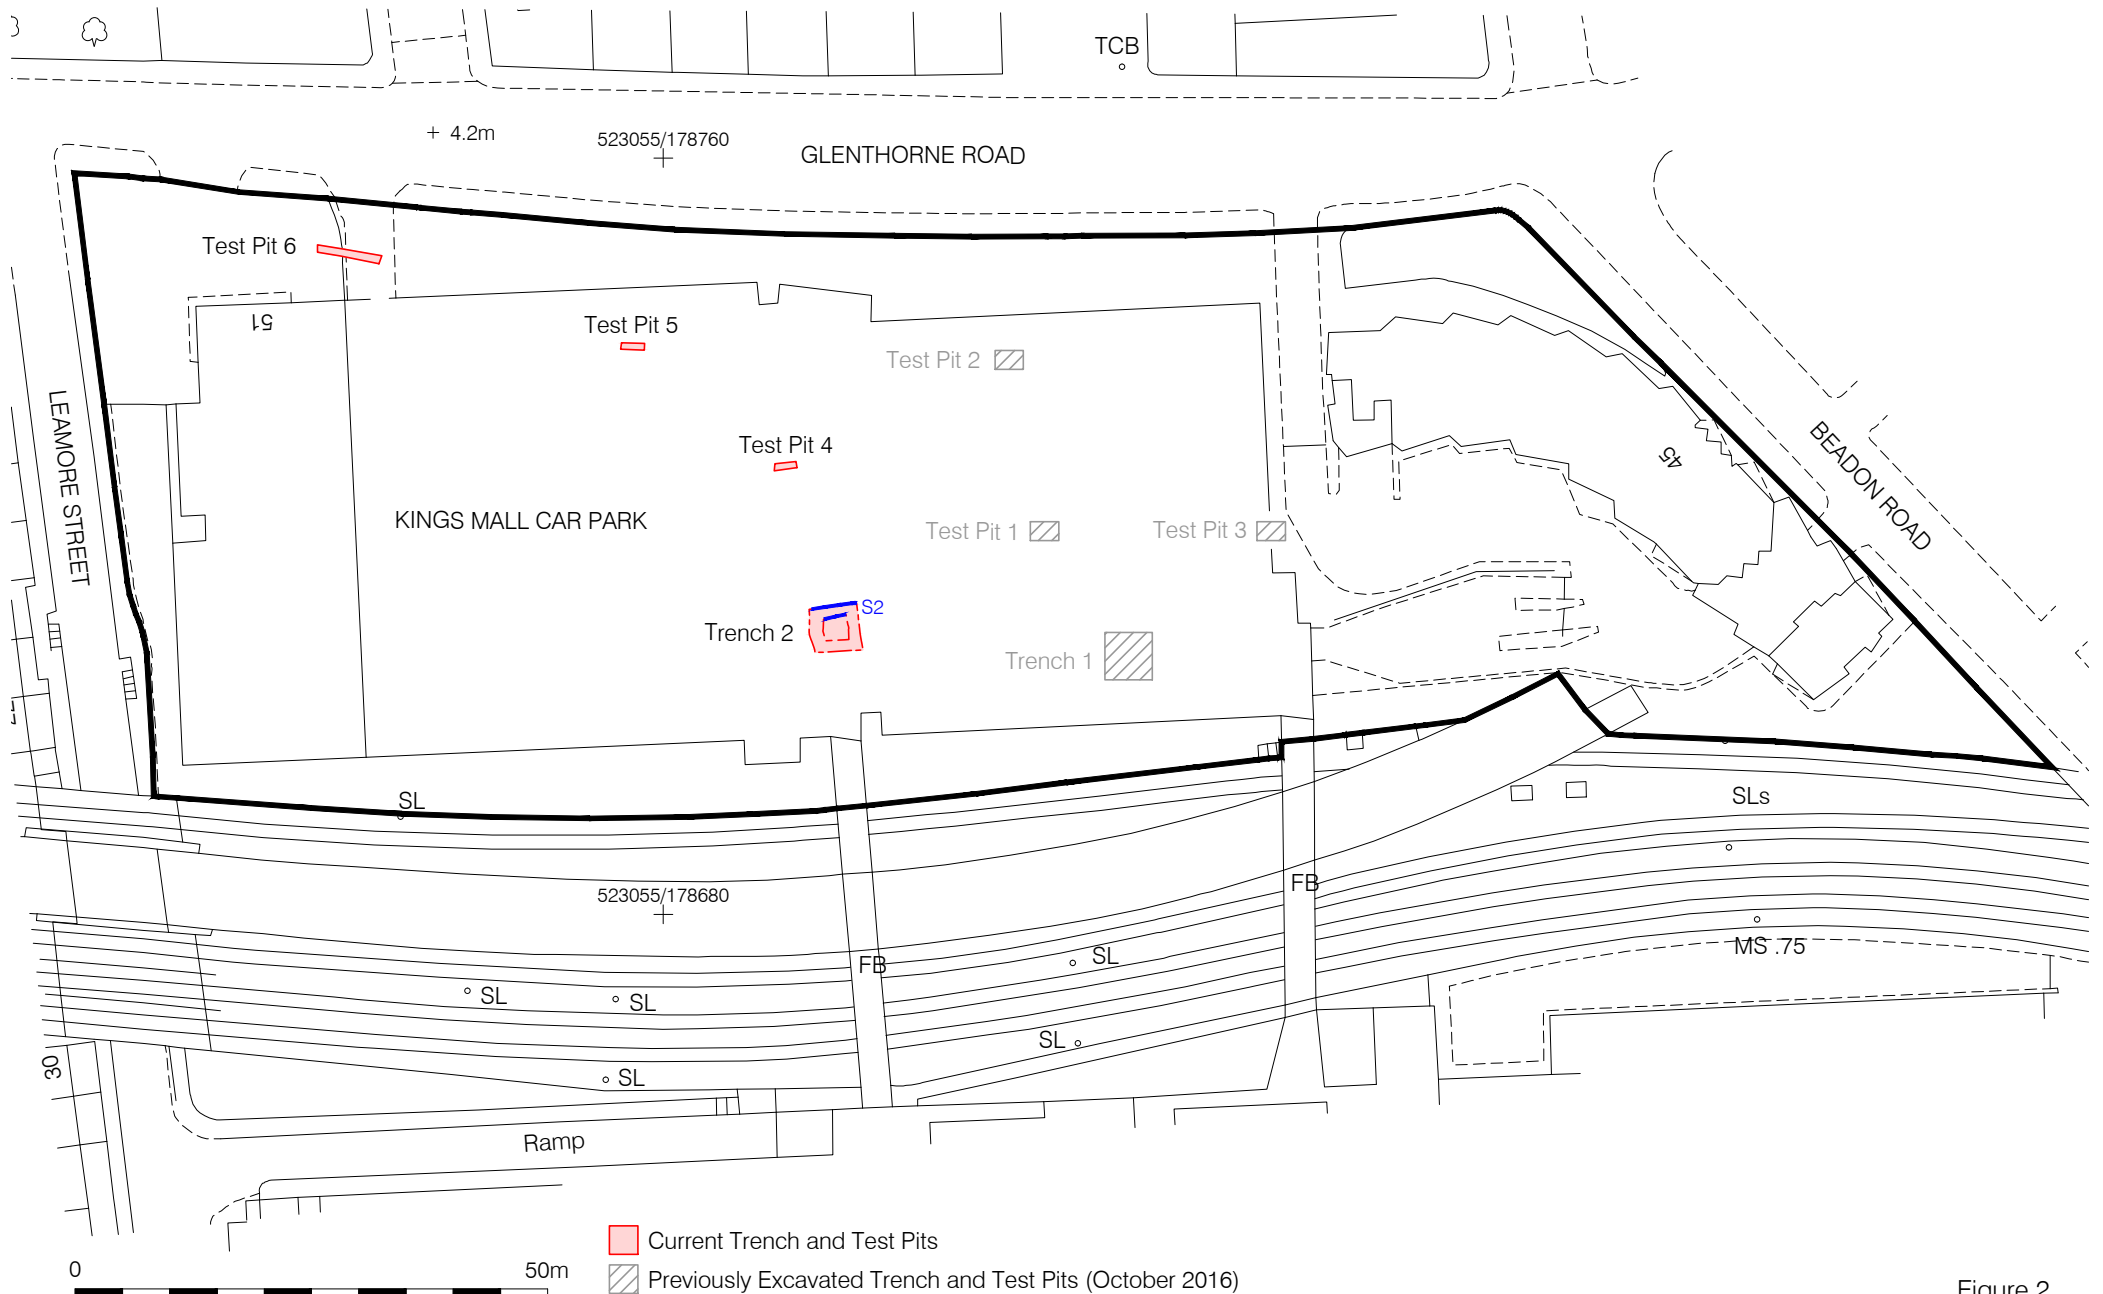 TCB
4.2m
523055/178760
GLENTHORNE ROAD
Test Pit 6
51
Test Pit 5
Test Pit 2
LEAMORE STREET
Test Pit 4
45
BEADON ROAD
KINGS MALL CAR PARK
Test Pit 1
Test Pit 3
S2
Trench 2
Trench 1
SL
SLs
523055/178680
FB
FB
MS .75
SL
SL
SL
SL
30
SL
Ramp
Current Trench and Test Pits
0
50m
Previously Excavated Trench and Test Pits (October 2016)
Figure 2